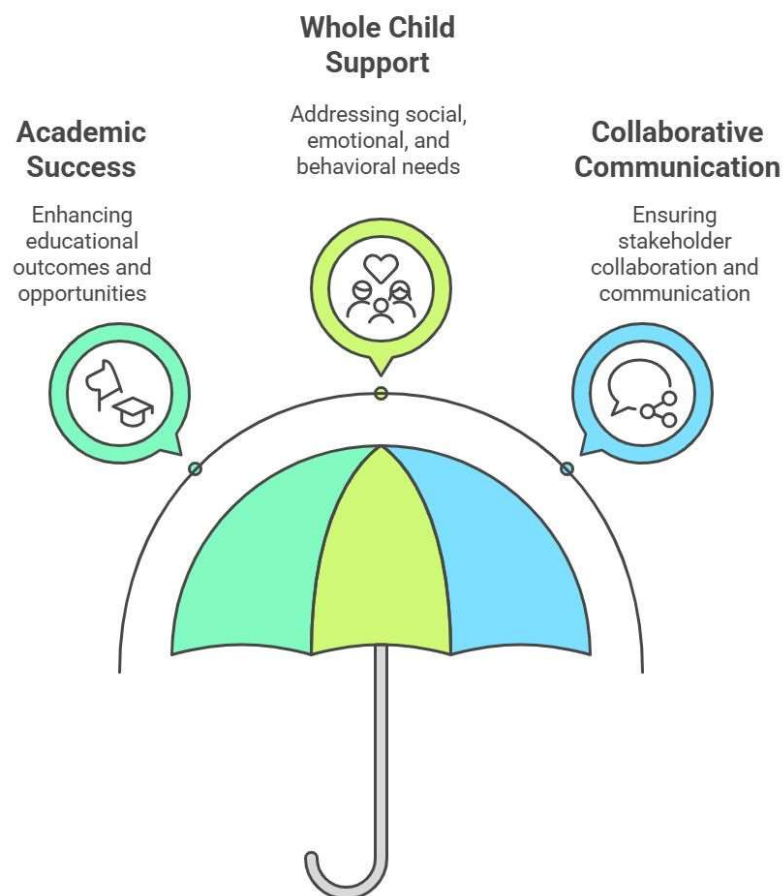 Whole Child
Support
Addressing social,
emotional, and
behavioral needs
Academic
Success
Enhancing
educational
outcomes and
opportunities
Collaborative
Communication
Ensuring
stakeholder
collaboration and
communication